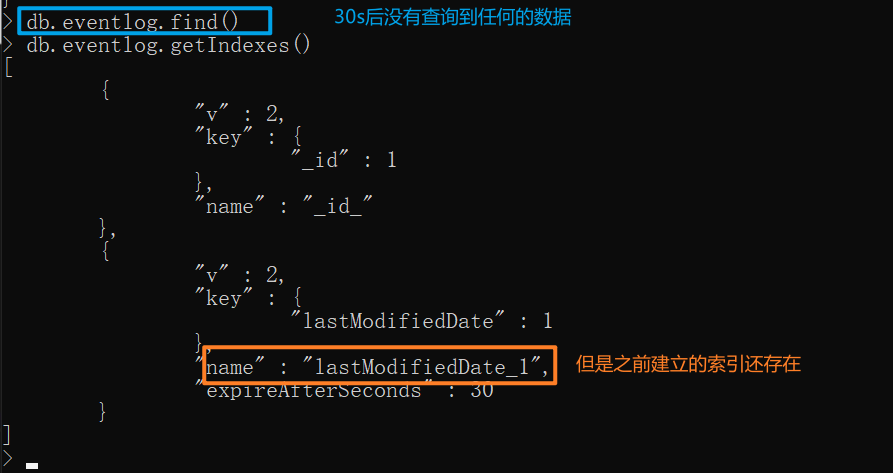 > db.eventlog.find()
30s后没有查询到任何的数据
> db.eventlog.getIndexes()
[
{
"v" : 2,
"key" : {
"_id" : 1
},
"name" : "_id_"
},
{
"v" : 2,
"key" : {
"lastModifiedDate" : 1
},
"name" : "lastModifiedDate_1",
但是之前建立的索引还存在
"expireAfterSeconds" : 30
}
]
>